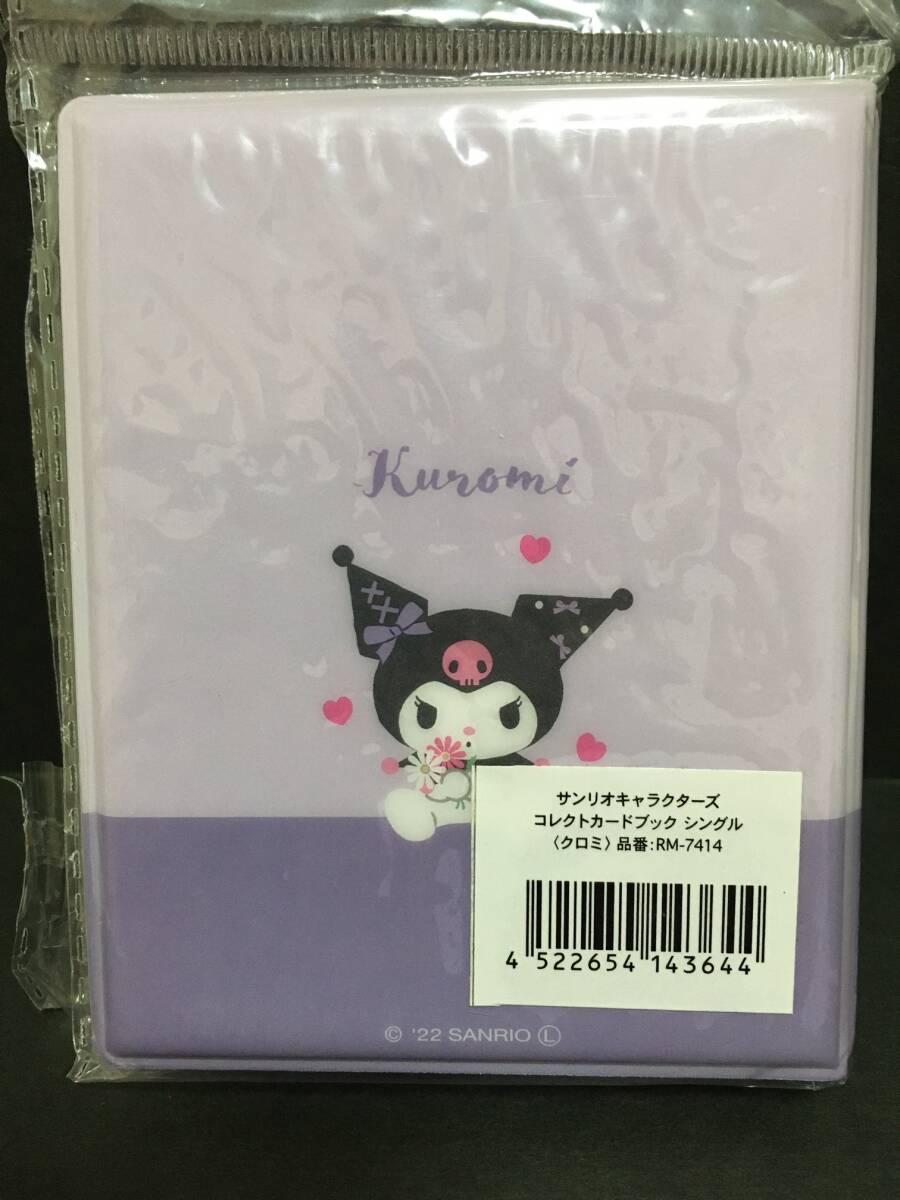 Kuromi
サンリオキャラクターズ
コレクトカードブック シングル
〈クロミ〉品番:RM-7414
4 522654 143644
© '22 SANRIO Ⓛ